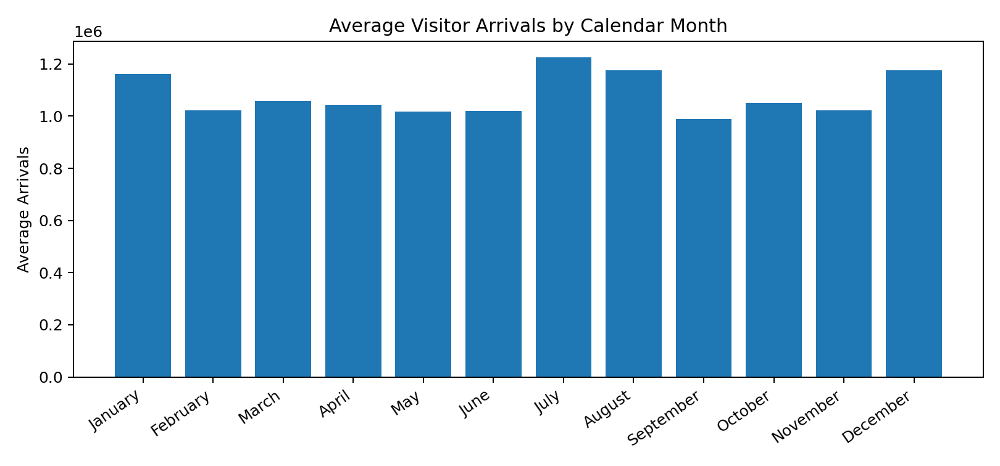 Average Visitor Arrivals by Calendar Month
1e6
1.2
1.0
0.8
0.6
0.4
0.2
0.0
Average Arrivals
January
February
March
April
May
June
July
August
September
October
November
December